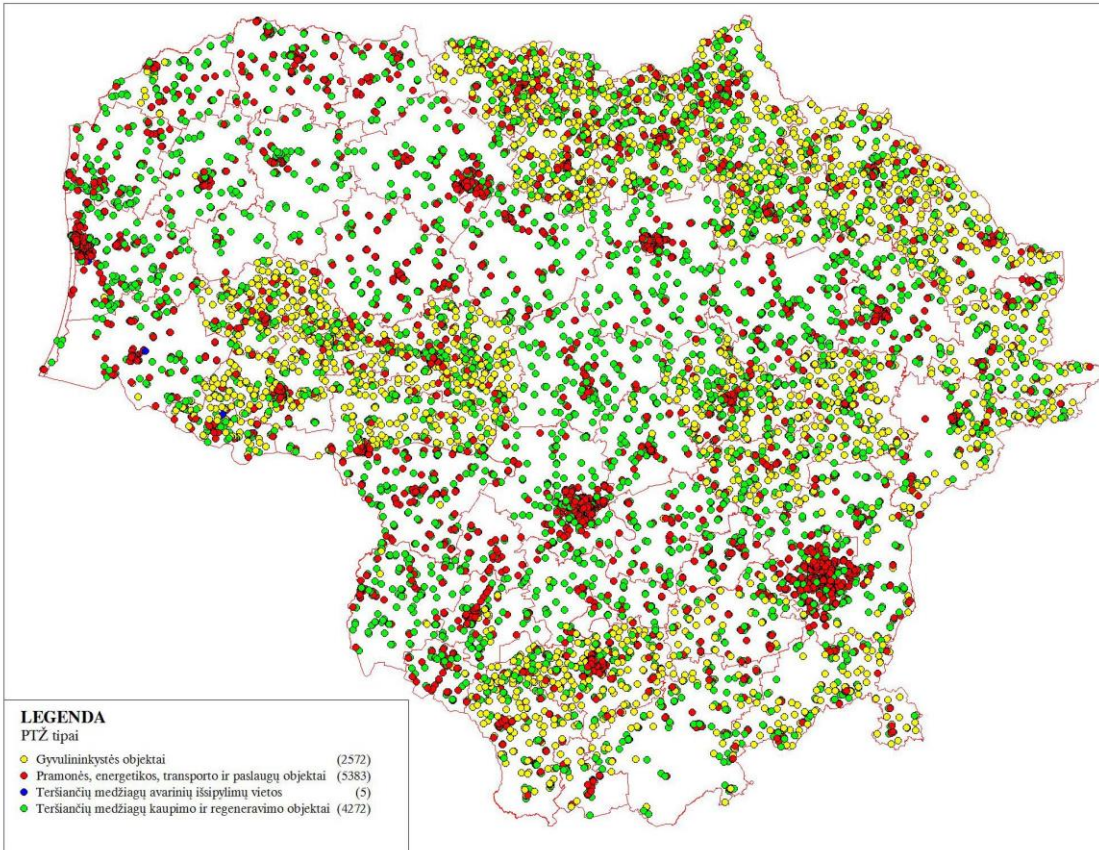 LEGENDA
PTŽ tipai
Gyvulininkystės objektai (2572)
Pramonės, energetikos, transporto ir paslaugų objektai (5383)
Teršiančių medžiagų avarinių išsipylimų vietos (5)
Teršiančių medžiagų kaupimo ir regeneravimo objektai (4272)